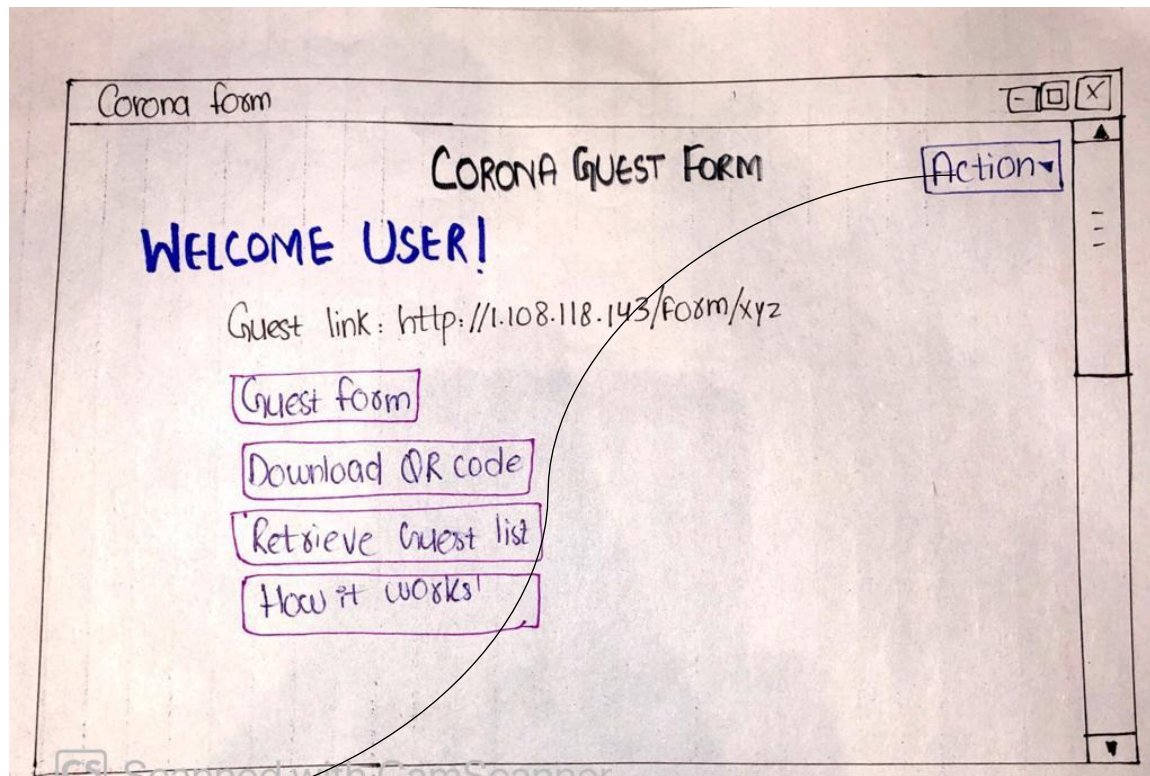 Corona form
CORONA GUEST FORM
Action
WELCOME USER!
Guest link: http://1.108.118.143/form/xyz
Guest form
Download QR code
Retrieve Guest list
How it works
CS Scanned with CamScanner